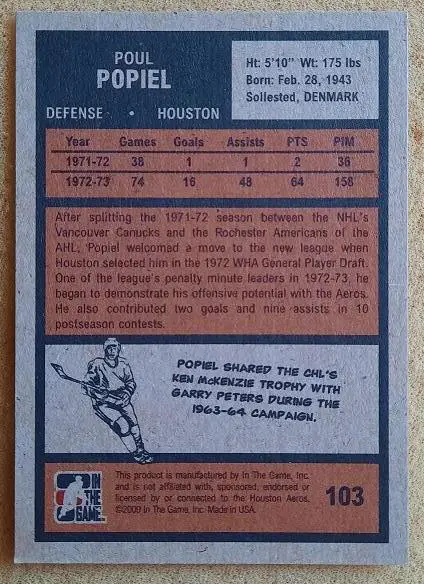 POUL
POPIEL
DEFENSE • HOUSTON
Ht: 5'10" Wt: 175 lbs
Born: Feb. 28, 1943
Sollested, DENMARK
Year Games Goals Assists PTS PIM
1971-72 38 1 1 2 36
1972-73 74 16 48 64 158
After splitting the 1971-72 season between the NHL's
Vancouver Canucks and the Rochester Americans of the
AHL, Popiel welcomed a move to the new league when
Houston selected him in the 1972 WHA General Player Draft.
One of the league's penalty minute leaders in 1972-73, he
began to demonstrate his offensive potential with the Aeros.
He also contributed two goals and nine assists in 10
postseason contests.
POPIEL SHARED THE CHL'S
KEN McKENZIE TROPHY WITH
GARRY PETERS DURING THE
1963-64 CAMPAIGN.
IN
THE
GAME
This product is manufactured by In The Game, Inc.
and is not affiliated with, sponsored, endorsed or
licensed by or connected to the Houston Aeros.
©2009 In The Game, Inc. Made in USA.
103